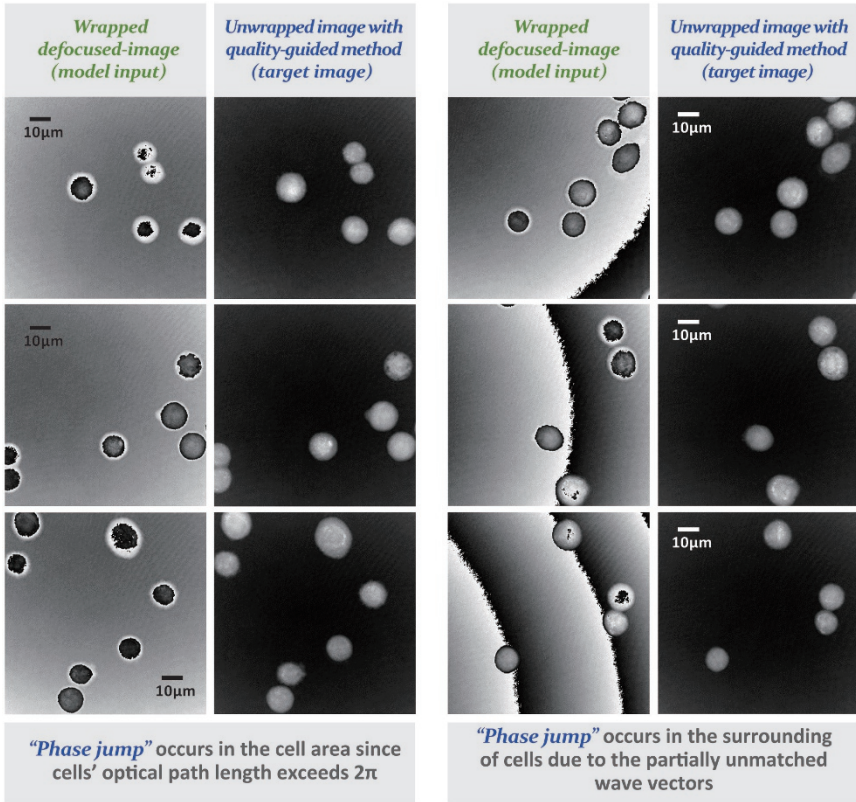 Wrapped
defocused-image
(model input)
Unwrapped image with
quality-guided method
(target image)
10μm
10μm
10μm
“Phase jump” occurs in the cell area since
cells’ optical path length exceeds 2π
Wrapped
defocused-image
(model input)
Unwrapped image with
quality-guided method
(target image)
10μm
10μm
10μm
10μm
“Phase jump” occurs in the surrounding
of cells due to the partially unmatched
wave vectors